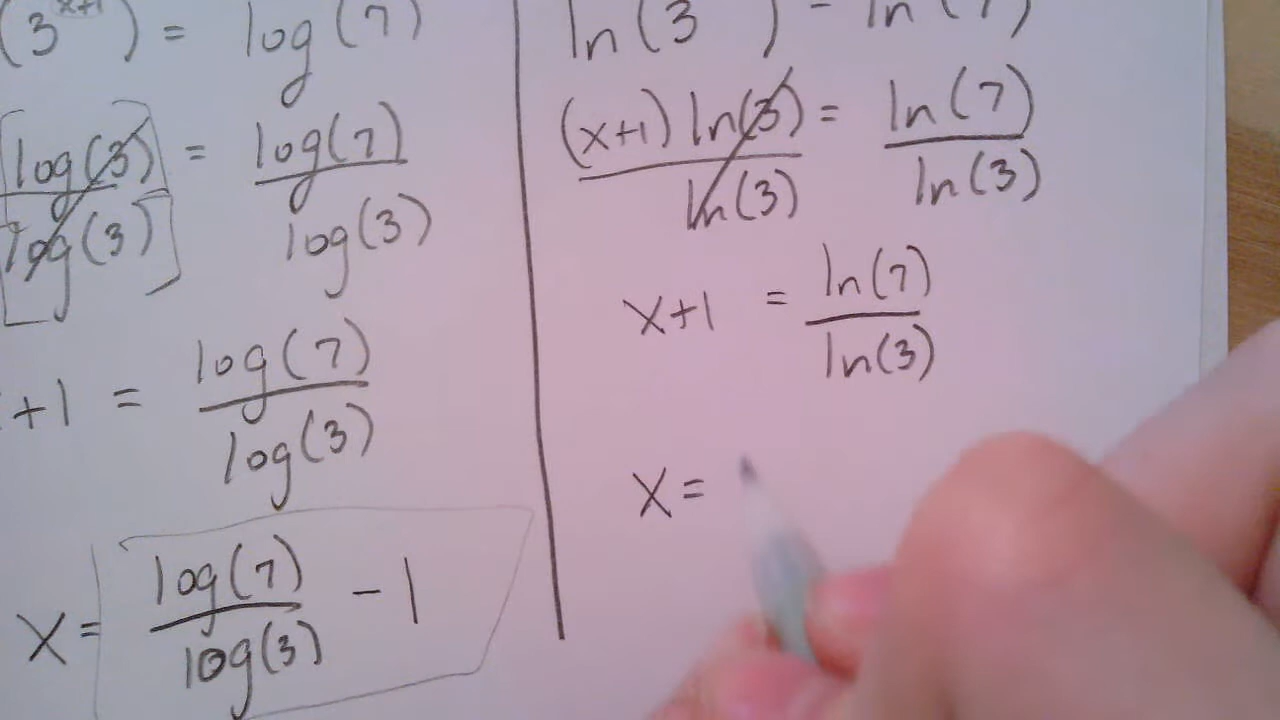 (3^{x+1}) = log(7)
log(3) / log(3) = log(7) / log(3)
+1 = log(7) / log(3)
x = log(7) / log(3) - 1
ln(3 ) = ln(7)
(x+1) ln(3) / ln(3) = ln(7) / ln(3)
x+1 = ln(7) / ln(3)
x =